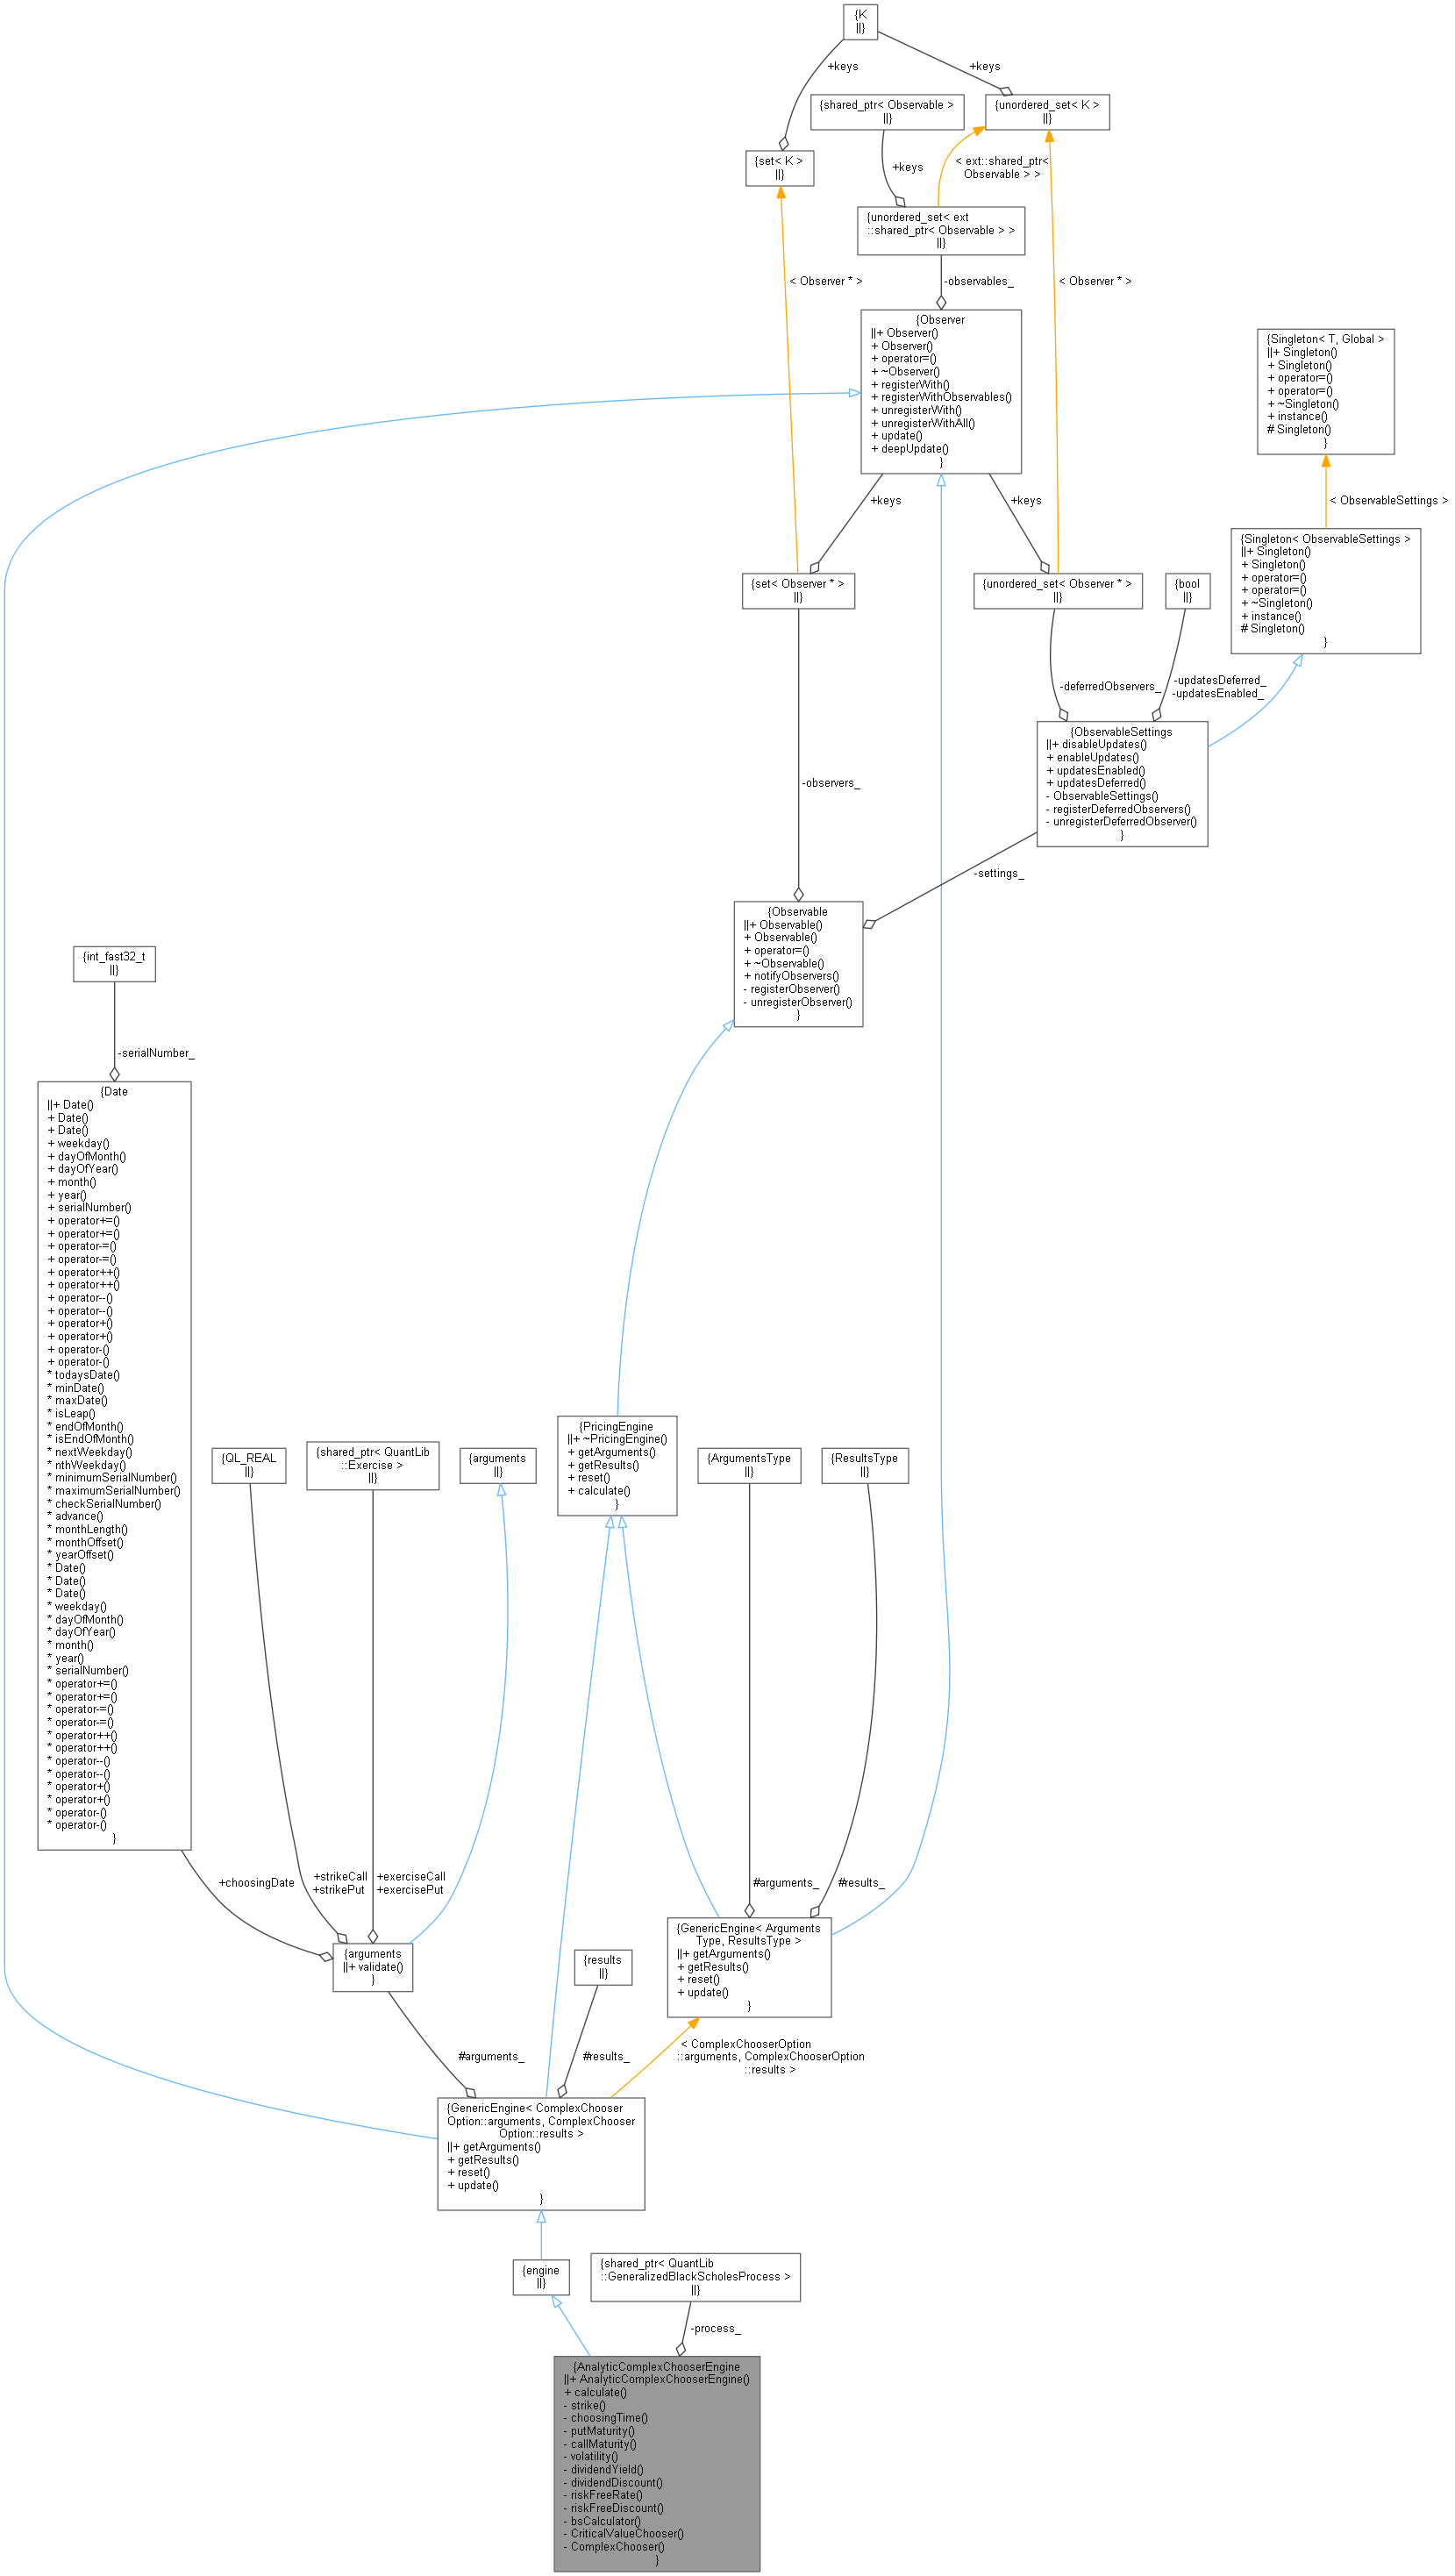 {K
||}
+keys
+keys
{shared_ptr< Observable >
||}
{unordered_set< K >
||}
{set< K >
||}
+keys
< ext::shared_ptr<
Observable > >
{unordered_set< ext
::shared_ptr< Observable > >
||}
< Observer * >
-observables_
< Observer * >
{Observer
||+ Observer()
+ Observer()
+ operator=()
+ ~Observer()
+ registerWith()
+ registerWithObservables()
+ unregisterWith()
+ unregisterWithAll()
+ update()
+ deepUpdate()
}
{Singleton< T, Global >
||+ Singleton()
+ Singleton()
+ operator=()
+ operator=()
+ ~Singleton()
+ instance()
# Singleton()
}
+keys
+keys
< ObservableSettings >
{Singleton< ObservableSettings >
||+ Singleton()
+ Singleton()
+ operator=()
+ operator=()
+ ~Singleton()
+ instance()
# Singleton()
}
{set< Observer * >
||}
{unordered_set< Observer * >
||}
{bool
||}
-deferredObservers_
-updatesDeferred_
-updatesEnabled_
{ObservableSettings
||+ disableUpdates()
+ enableUpdates()
+ updatesEnabled()
+ updatesDeferred()
- ObservableSettings()
- registerDeferredObservers()
- unregisterDeferredObserver()
}
-observers_
-settings_
{Observable
||+ Observable()
+ Observable()
+ operator=()
+ ~Observable()
+ notifyObservers()
- registerObserver()
- unregisterObserver()
}
{int_fast32_t
||}
-serialNumber_
{Date
||+ Date()
+ Date()
+ Date()
+ weekday()
+ dayOfMonth()
+ dayOfYear()
+ month()
+ year()
+ serialNumber()
+ operator+=()
+ operator+=()
+ operator-=()
+ operator-=()
+ operator++()
+ operator++()
+ operator--()
+ operator--()
+ operator+()
+ operator+()
+ operator-()
+ operator-()
* todaysDate()
* minDate()
* maxDate()
* isLeap()
* endOfMonth()
* isEndOfMonth()
* nextWeekday()
* nthWeekday()
* minimumSerialNumber()
* maximumSerialNumber()
* checkSerialNumber()
* advance()
* monthLength()
* monthOffset()
* yearOffset()
* Date()
* Date()
* Date()
* weekday()
* dayOfMonth()
* dayOfYear()
* month()
* year()
* serialNumber()
* operator+=()
* operator+=()
* operator-=()
* operator-=()
* operator++()
* operator++()
* operator--()
* operator--()
* operator+()
* operator+()
* operator-()
* operator-()
}
{QL_REAL
||}
{shared_ptr< QuantLib
::Exercise >
||}
{arguments
||}
{PricingEngine
||+ ~PricingEngine()
+ getArguments()
+ getResults()
+ reset()
+ calculate()
}
{ArgumentsType
||}
{ResultsType
||}
+choosingDate
+strikeCall
+strikePut
+exerciseCall
+exercisePut
#arguments_
#results_
{arguments
||+ validate()
}
{results
||}
{GenericEngine< Arguments
Type, ResultsType >
||+ getArguments()
+ getResults()
+ reset()
+ update()
}
#arguments_
#results_
< ComplexChooserOption
::arguments, ComplexChooserOption
::results >
{GenericEngine< ComplexChooser
Option::arguments, ComplexChooser
Option::results >
||+ getArguments()
+ getResults()
+ reset()
+ update()
}
{engine
||}
{shared_ptr< QuantLib
::GeneralizedBlackScholesProcess >
||}
-process_
{AnalyticComplexChooserEngine
||+ AnalyticComplexChooserEngine()
+ calculate()
- strike()
- choosingTime()
- putMaturity()
- callMaturity()
- volatility()
- dividendYield()
- dividendDiscount()
- riskFreeRate()
- riskFreeDiscount()
- bsCalculator()
- CriticalValueChooser()
- ComplexChooser()
}